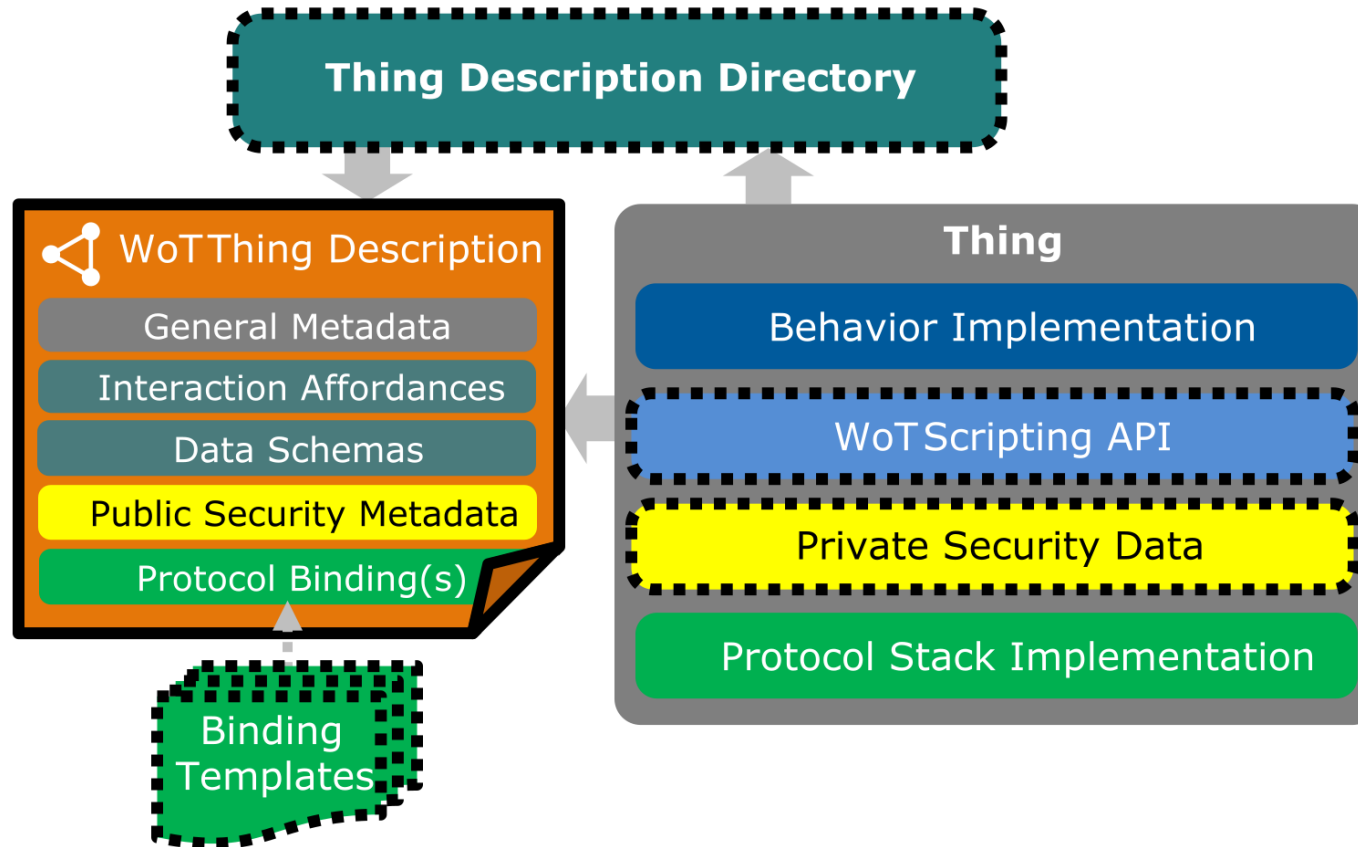 Thing Description Directory
WoT Thing Description
General Metadata
Interaction Affordances
Data Schemas
Public Security Metadata
Protocol Binding(s)
Binding
Templates
Thing
Behavior Implementation
WoT Scripting API
Private Security Data
Protocol Stack Implementation